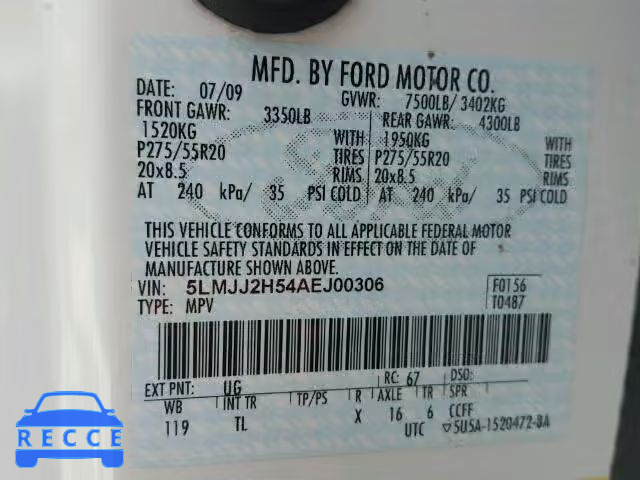 MFD. BY FORD MOTOR CO.
DATE: 07/09 GVWR: 7500LB/ 3402KG
FRONT GAWR: 3350LB REAR GAWR: 4300LB
1520KG WITH 1950KG WITH
P275/55R20 TIRES P275/55R20 TIRES
20x8.5 RIMS 20x8.5 RIMS
AT 240 kPa/ 35 PSI COLD AT 240 kPa/ 35 PSI COLD
THIS VEHICLE CONFORMS TO ALL APPLICABLE FEDERAL MOTOR
VEHICLE SAFETY STANDARDS IN EFFECT ON THE DATE OF
MANUFACTURE SHOWN ABOVE.
VIN: 5LMJJ2H54AEJ00306 F0156
TYPE: MPV T0487
EXT PNT: UG RC: 67 DSO:
WB INT TR TP/PS R AXLE TR SPR
119 TL X 16 6 CCFF
UTC ▽5U5A-1520472-BA
RECCE